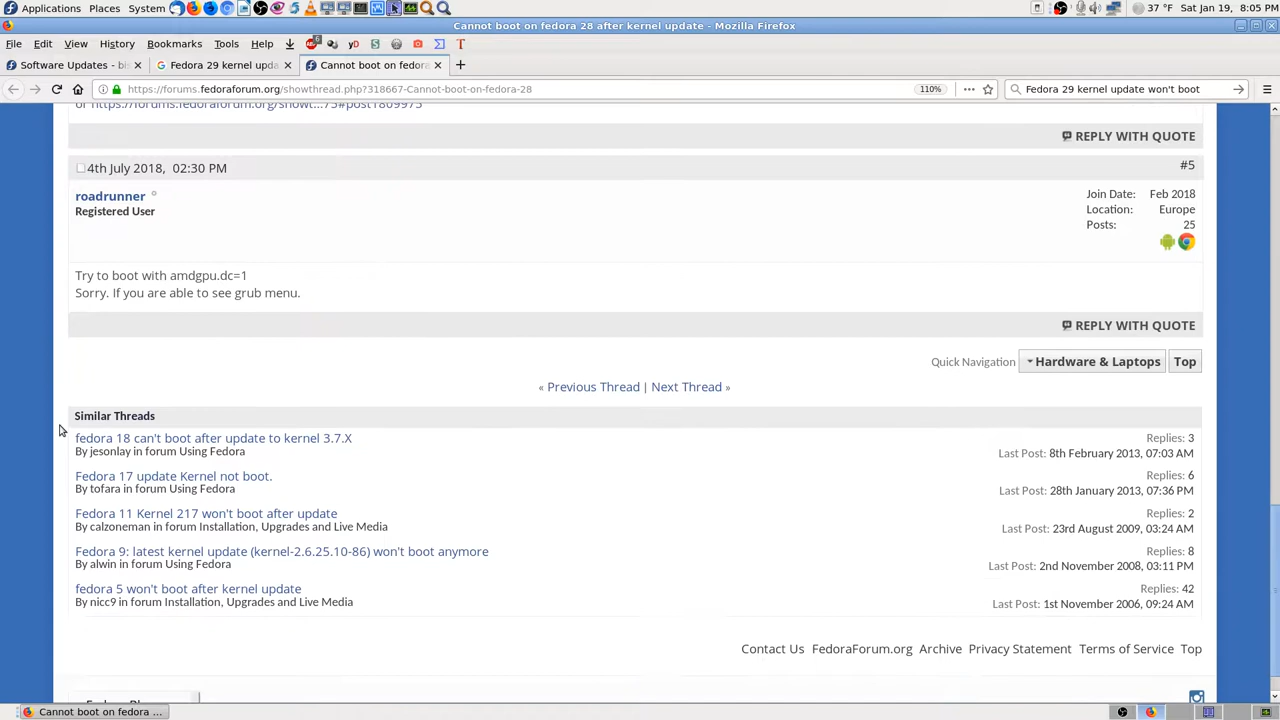 Applications Places System 37 °F Sat Jan 19, 8:05 PM
Cannot boot on fedora 28 after kernel update - Mozilla Firefox
File Edit View History Bookmarks Tools Help
Software Updates - bi Fedora 29 kernel upda Cannot boot on fedora
https://forums.fedoraforum.org/showthread.php?318667-Cannot-boot-on-fedora-28 110% Fedora 29 kernel update won't boot
or https://forums.fedoraforum.org/showt...75#post1809975
REPLY WITH QUOTE
4th July 2018, 02:30 PM #5
roadrunner
Registered User
Join Date: Feb 2018
Location: Europe
Posts: 25
Try to boot with amdgpu.dc=1
Sorry. If you are able to see grub menu.
REPLY WITH QUOTE
Quick Navigation Hardware & Laptops Top
« Previous Thread | Next Thread »
Similar Threads
fedora 18 can't boot after update to kernel 3.7.X
By jesonlay in forum Using Fedora
Replies: 3
Last Post: 8th February 2013, 07:03 AM
Fedora 17 update Kernel not boot.
By tofara in forum Using Fedora
Replies: 6
Last Post: 28th January 2013, 07:36 PM
Fedora 11 Kernel 217 won't boot after update
By calzoneman in forum Installation, Upgrades and Live Media
Replies: 2
Last Post: 23rd August 2009, 03:24 AM
Fedora 9: latest kernel update (kernel-2.6.25.10-86) won't boot anymore
By alwin in forum Using Fedora
Replies: 8
Last Post: 2nd November 2008, 03:11 PM
fedora 5 won't boot after kernel update
By nicc9 in forum Installation, Upgrades and Live Media
Replies: 42
Last Post: 1st November 2006, 09:24 AM
Contact Us FedoraForum.org Archive Privacy Statement Terms of Service Top
Cannot boot on fedora ...